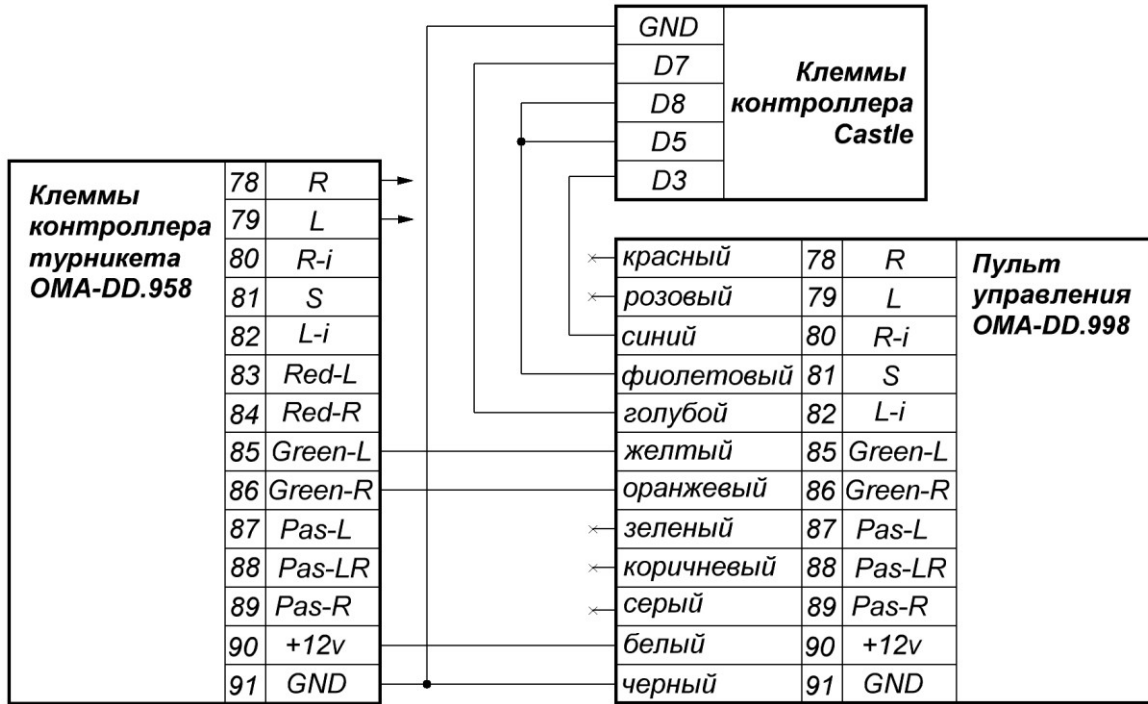 GND
D7
D8
D5
D3
Клеммы
контроллера
Castle
Клеммы
контроллера
турникета
OMA-DD.958
78 R
79 L
80 R-i
81 S
82 L-i
83 Red-L
84 Red-R
85 Green-L
86 Green-R
87 Pas-L
88 Pas-LR
89 Pas-R
90 +12v
91 GND
красный 78 R
розовый 79 L
синий 80 R-i
фиолетовый 81 S
голубой 82 L-i
желтый 85 Green-L
оранжевый 86 Green-R
зеленый 87 Pas-L
коричневый 88 Pas-LR
серый 89 Pas-R
белый 90 +12v
черный 91 GND
Пульт
управления
OMA-DD.998